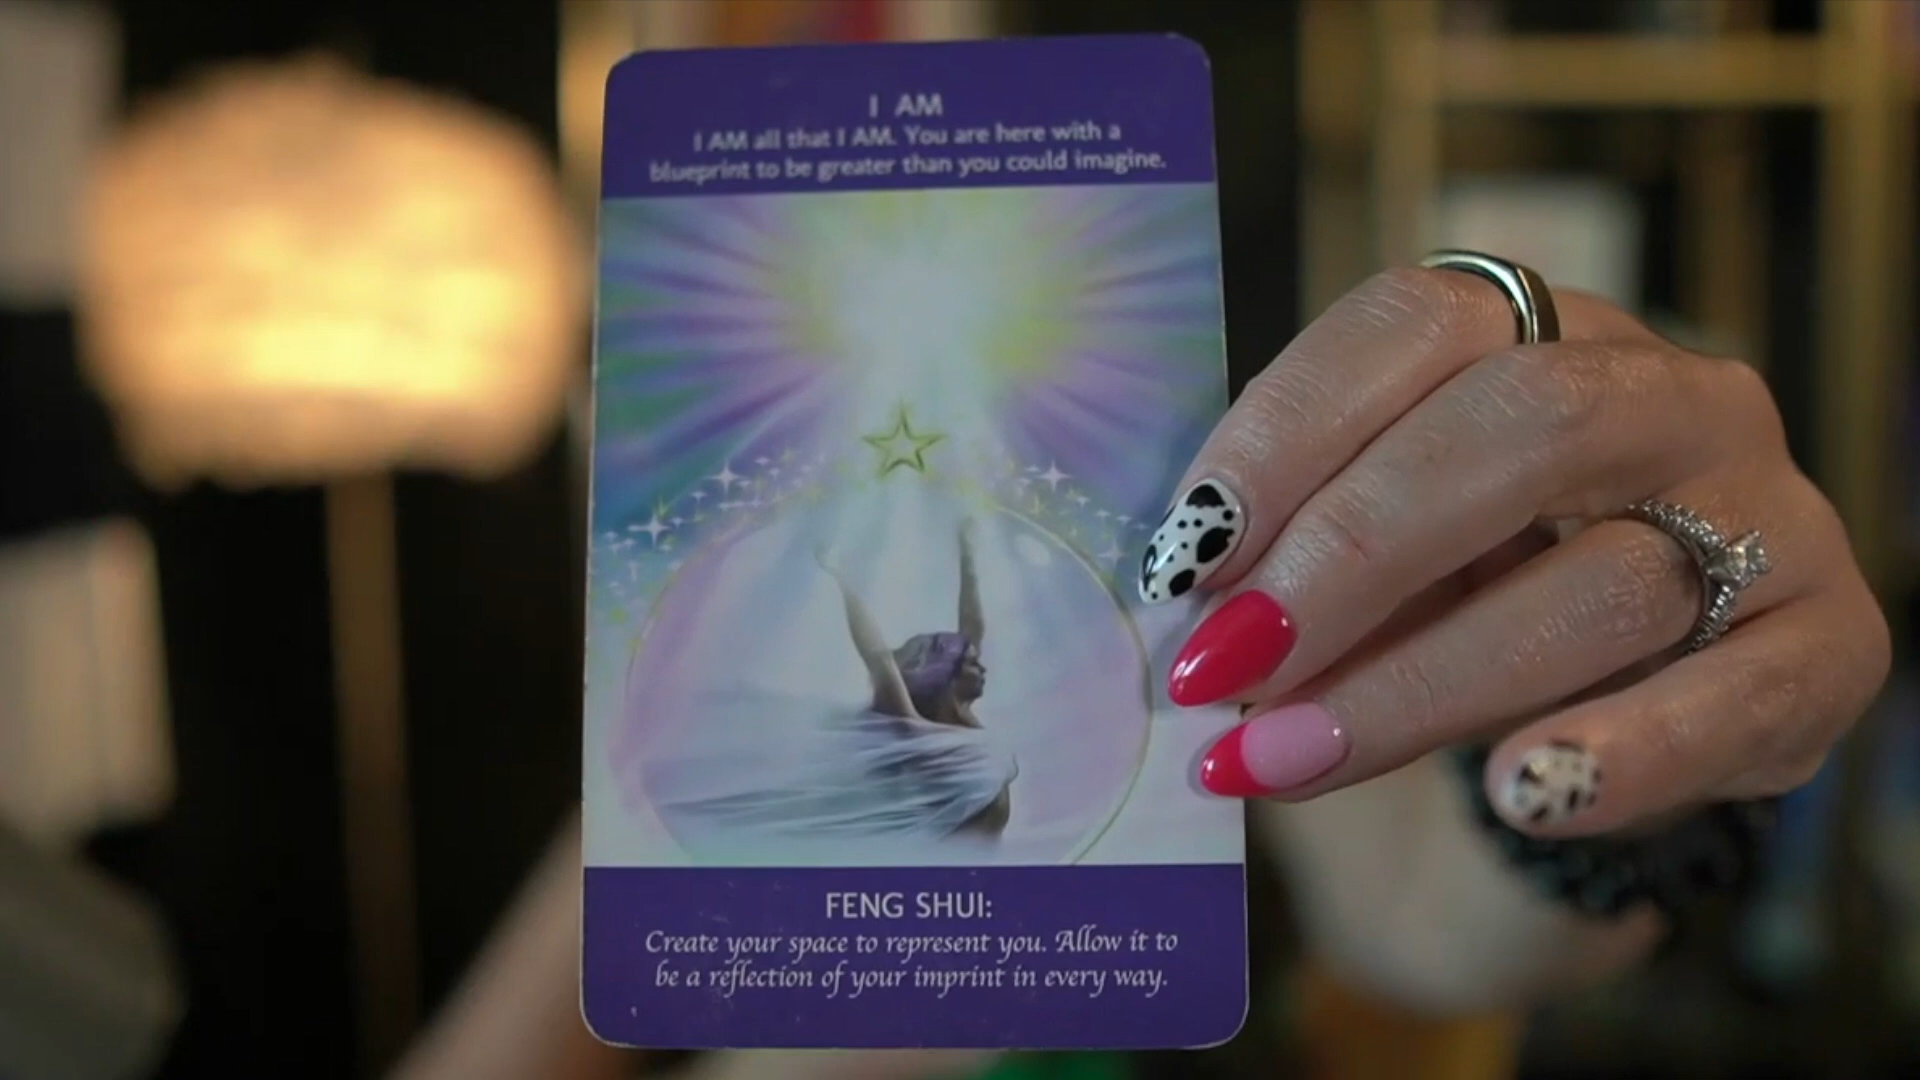 I AM
I AM all that I AM. You are here with a
blueprint to be greater than you could imagine.
FENG SHUI:
Create your space to represent you. Allow it to
be a reflection of your imprint in every way.